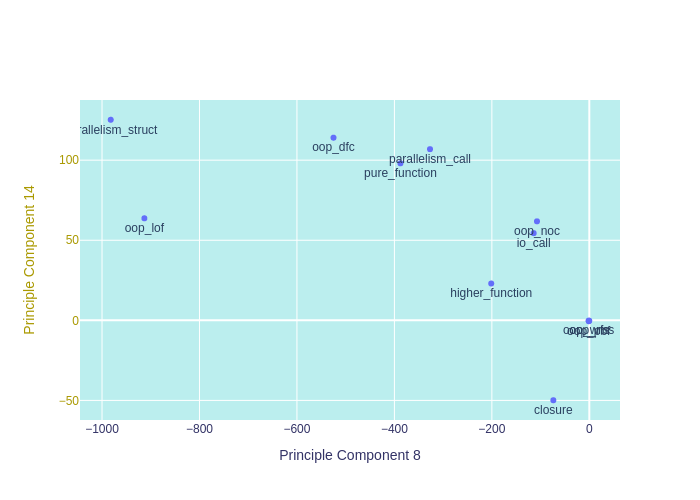 rallelism_struct
oop_dfc
parallelism_call
pure_function
oop_lof
oop_noc
io_call
higher_function
closure
100
50
0
−50
−1000
−800
−600
−400
−200
0
Principle Component 8
Principle Component 14